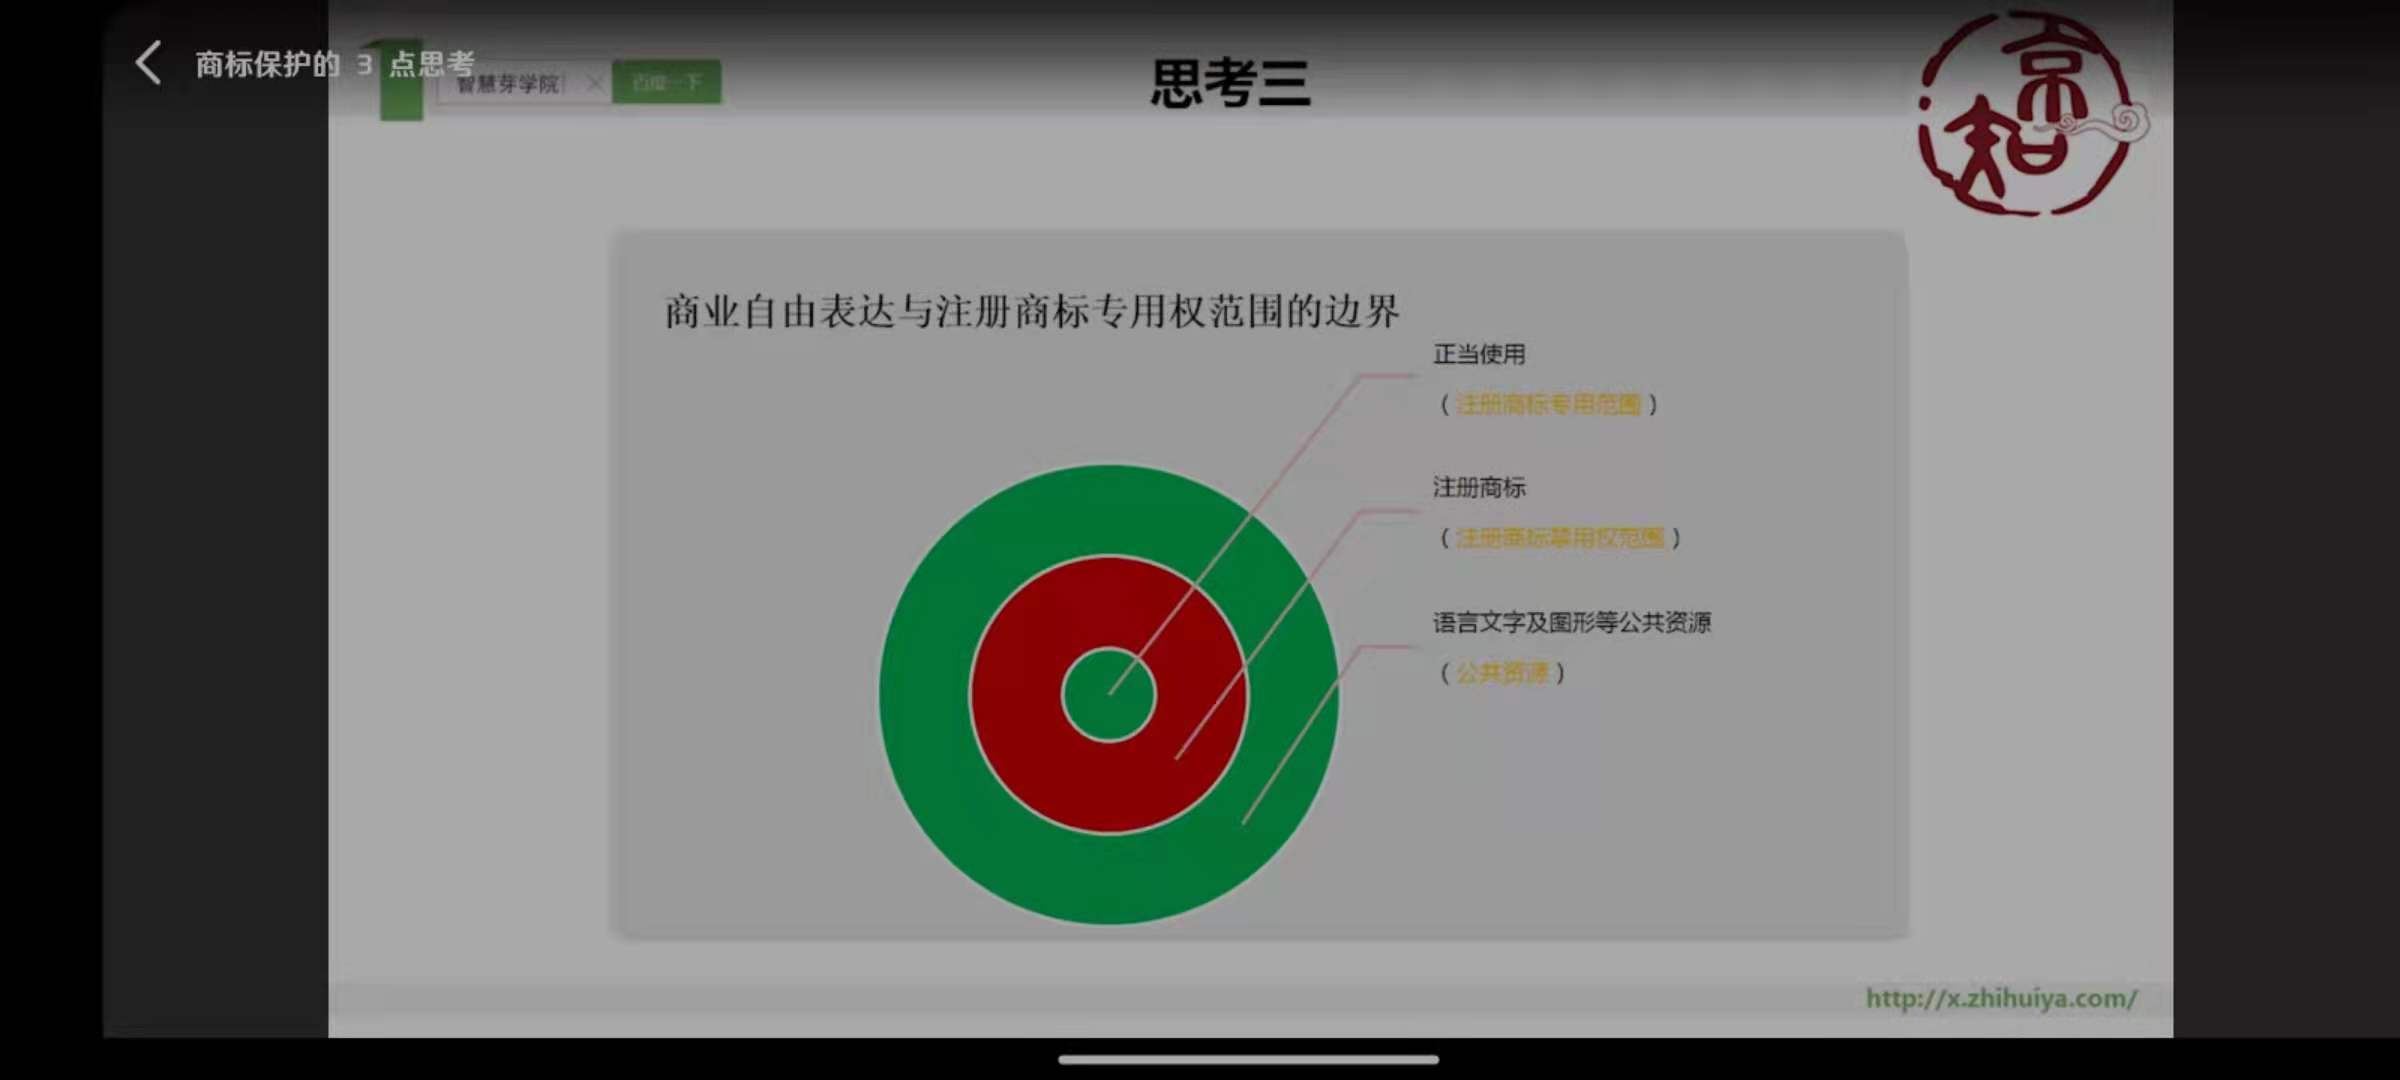 商标保护的 3 点思考
智慧芽学院
百度一下
思考三
京知
商业自由表达与注册商标专用权范围的边界
正当使用
（注册商标专用范围）
注册商标
（注册商标禁用权范围）
语言文字及图形等公共资源
（公共资源）
http://x.zhihuiya.com/